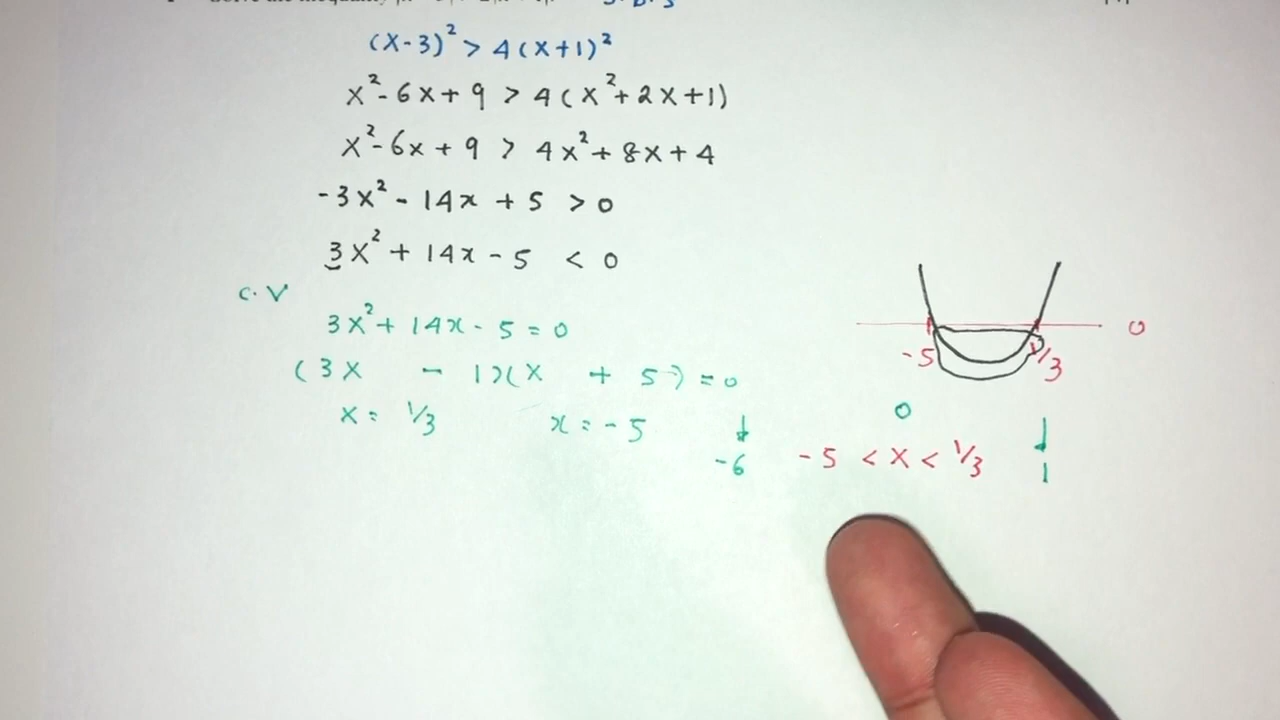 (x-3)² > 4(x+1)²
x²- 6x + 9 > 4(x²+2x+1)
x²- 6x + 9 > 4x²+ 8x + 4
-3x² - 14x + 5 > 0
3x² + 14x - 5 < 0
C.V
3x²+ 14x - 5 = 0
(3x - 1)(x + 5) = 0
x = 1/3 x = -5
0
-5 1/3
0
-6 -5 < x < 1/3 1